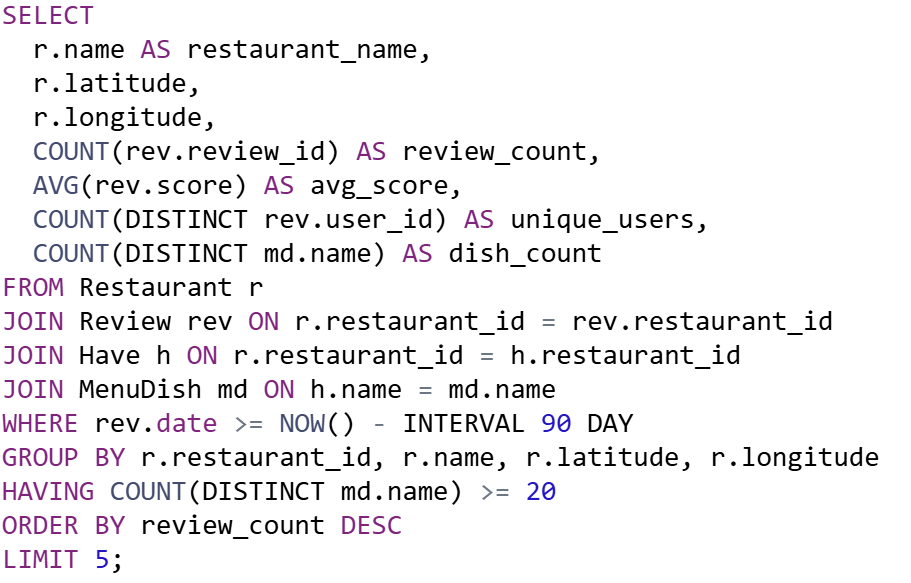 SELECT
  r.name AS restaurant_name,
  r.latitude,
  r.longitude,
  COUNT(rev.review_id) AS review_count,
  AVG(rev.score) AS avg_score,
  COUNT(DISTINCT rev.user_id) AS unique_users,
  COUNT(DISTINCT md.name) AS dish_count
FROM Restaurant r
JOIN Review rev ON r.restaurant_id = rev.restaurant_id
JOIN Have h ON r.restaurant_id = h.restaurant_id
JOIN MenuDish md ON h.name = md.name
WHERE rev.date >= NOW() - INTERVAL 90 DAY
GROUP BY r.restaurant_id, r.name, r.latitude, r.longitude
HAVING COUNT(DISTINCT md.name) >= 20
ORDER BY review_count DESC
LIMIT 5;